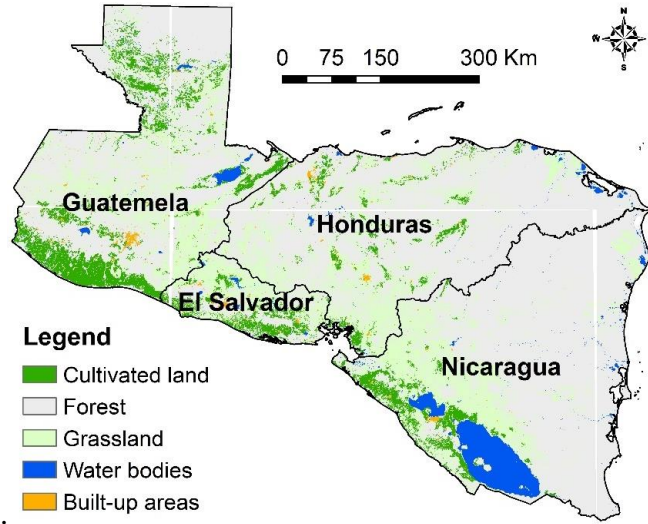 N
W E
S
0 75 150 300 Km
Guatemela
Honduras
El Salvador
Nicaragua
Legend
Cultivated land
Forest
Grassland
Water bodies
Built-up areas
.